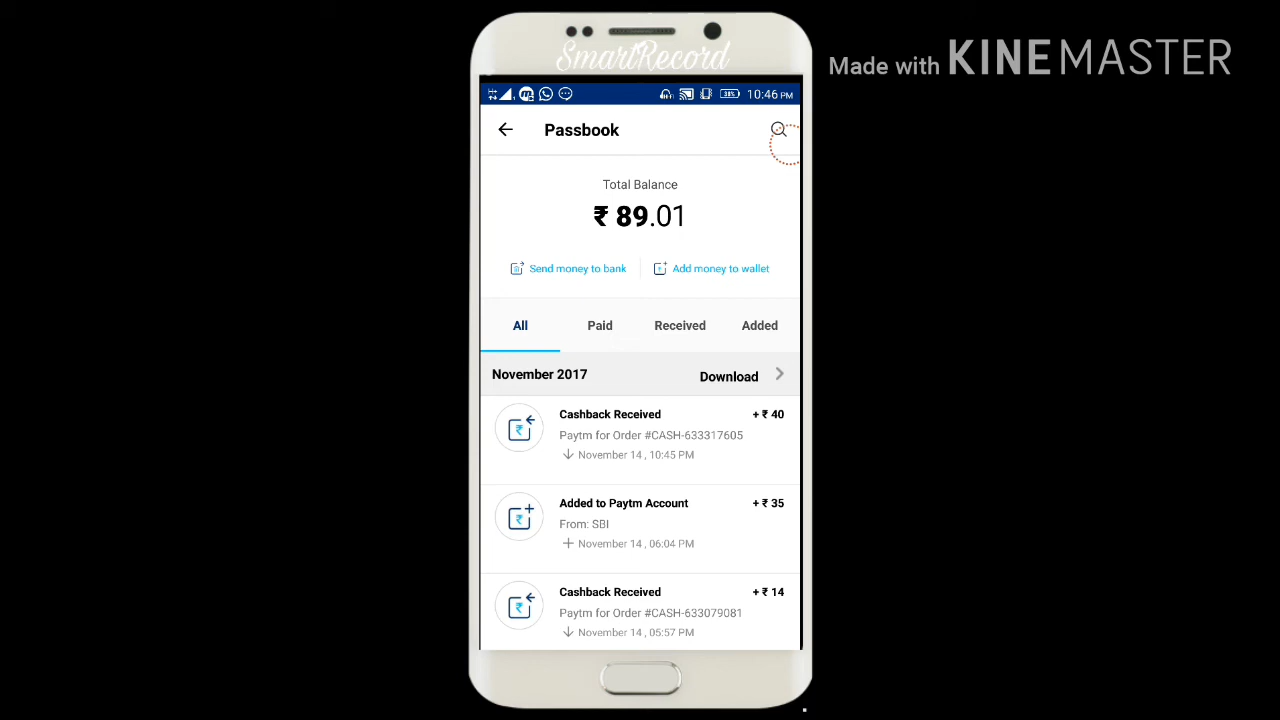 SmartRecord
Made with KINEMASTER
38% 10:46 PM
Passbook
Total Balance
₹ 89.01
Send money to bank Add money to wallet
All Paid Received Added
November 2017 Download
Cashback Received + ₹ 40
Paytm for Order #CASH-633317605
November 14 , 10:45 PM
Added to Paytm Account + ₹ 35
From: SBI
November 14 , 06:04 PM
Cashback Received + ₹ 14
Paytm for Order #CASH-633079081
November 14 , 05:57 PM